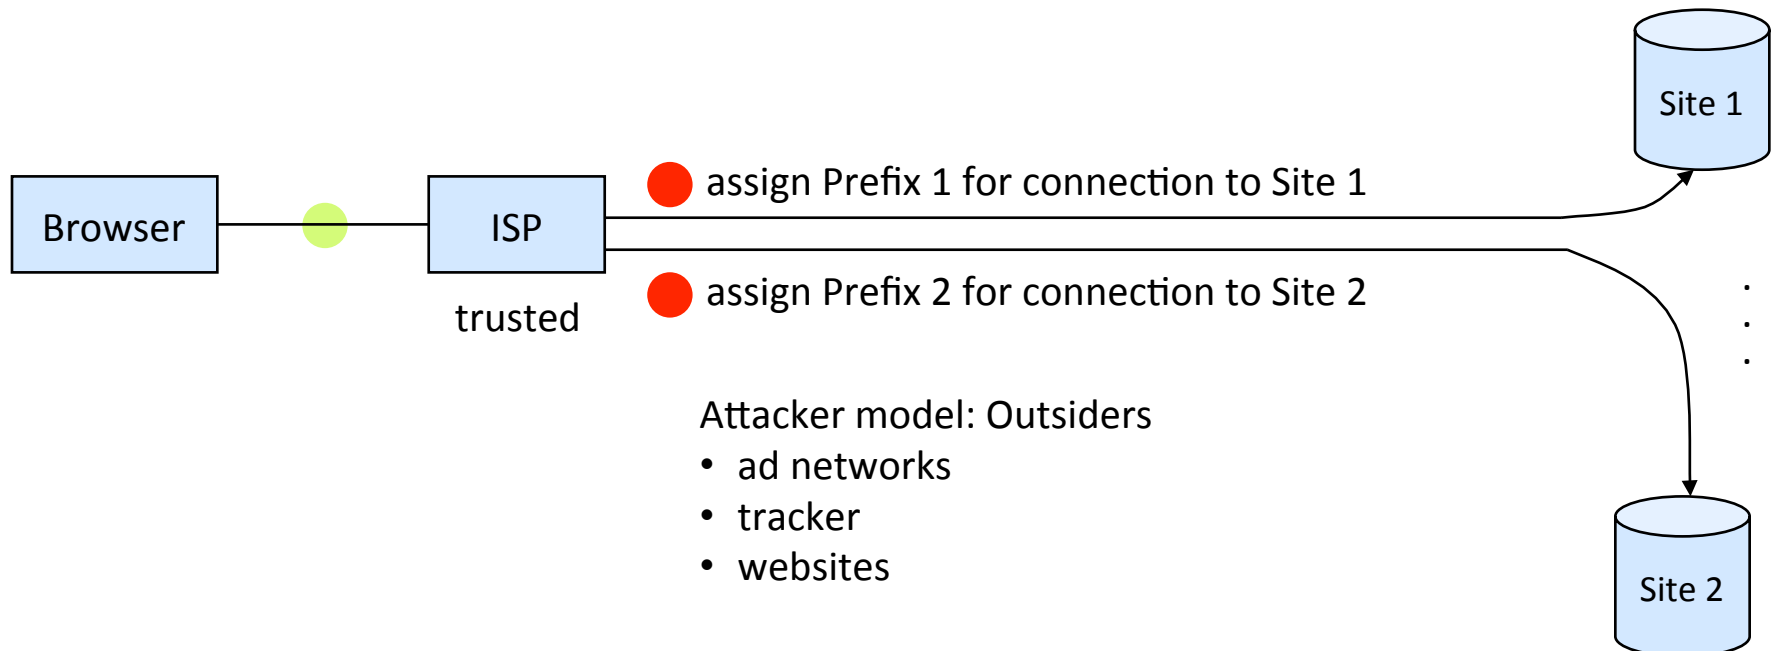 Site 1
assign Prefix 1 for connection to Site 1
Browser
ISP
assign Prefix 2 for connection to Site 2
trusted
.
.
.
Attacker model: Outsiders
• ad networks
• tracker
• websites
Site 2